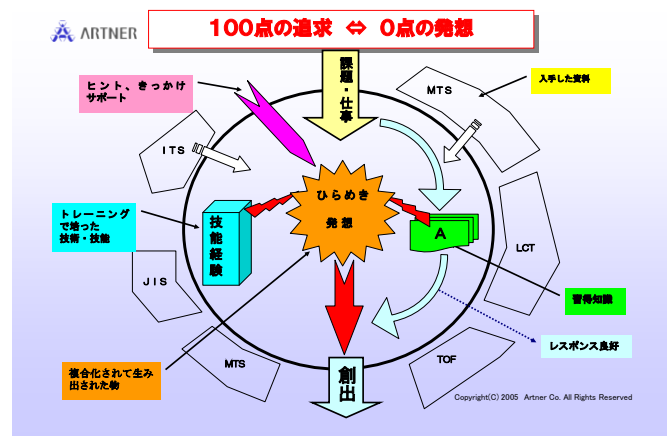 ARTNER
100点の追求 ⇔ 0点の発想
課題・仕事
ヒント、きっかけ
サポート
MTS
入手した資料
ITS
ひらめき
発想
トレーニング
で培った
技術・技能
技能経験
A
LCT
JIS
習得知識
レスポンス良好
MTS
TOF
複合化されて生み
出された物
創出
Copyright(C) 2005 Artner Co. All Rights Reserved